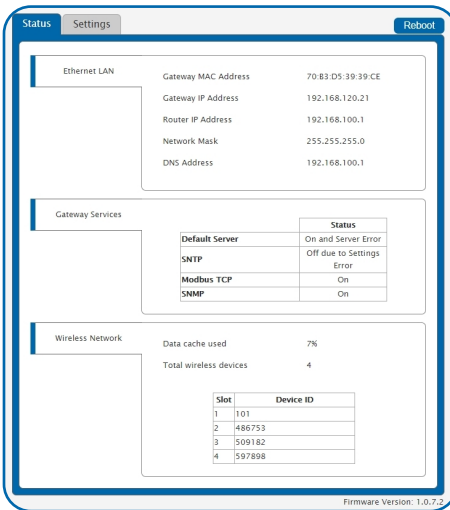 Status Settings Reboot
Ethernet LAN
Gateway MAC Address 70:B3:D5:39:39:CE
Gateway IP Address 192.168.120.21
Router IP Address 192.168.100.1
Network Mask 255.255.255.0
DNS Address 192.168.100.1
Gateway Services
Status
Default Server On and Server Error
SNTP Off due to Settings
Error
Modbus TCP On
SNMP On
Wireless Network
Data cache used 7%
Total wireless devices 4
Slot Device ID
1 101
2 486753
3 509182
4 597898
Firmware Version: 1.0.7.2